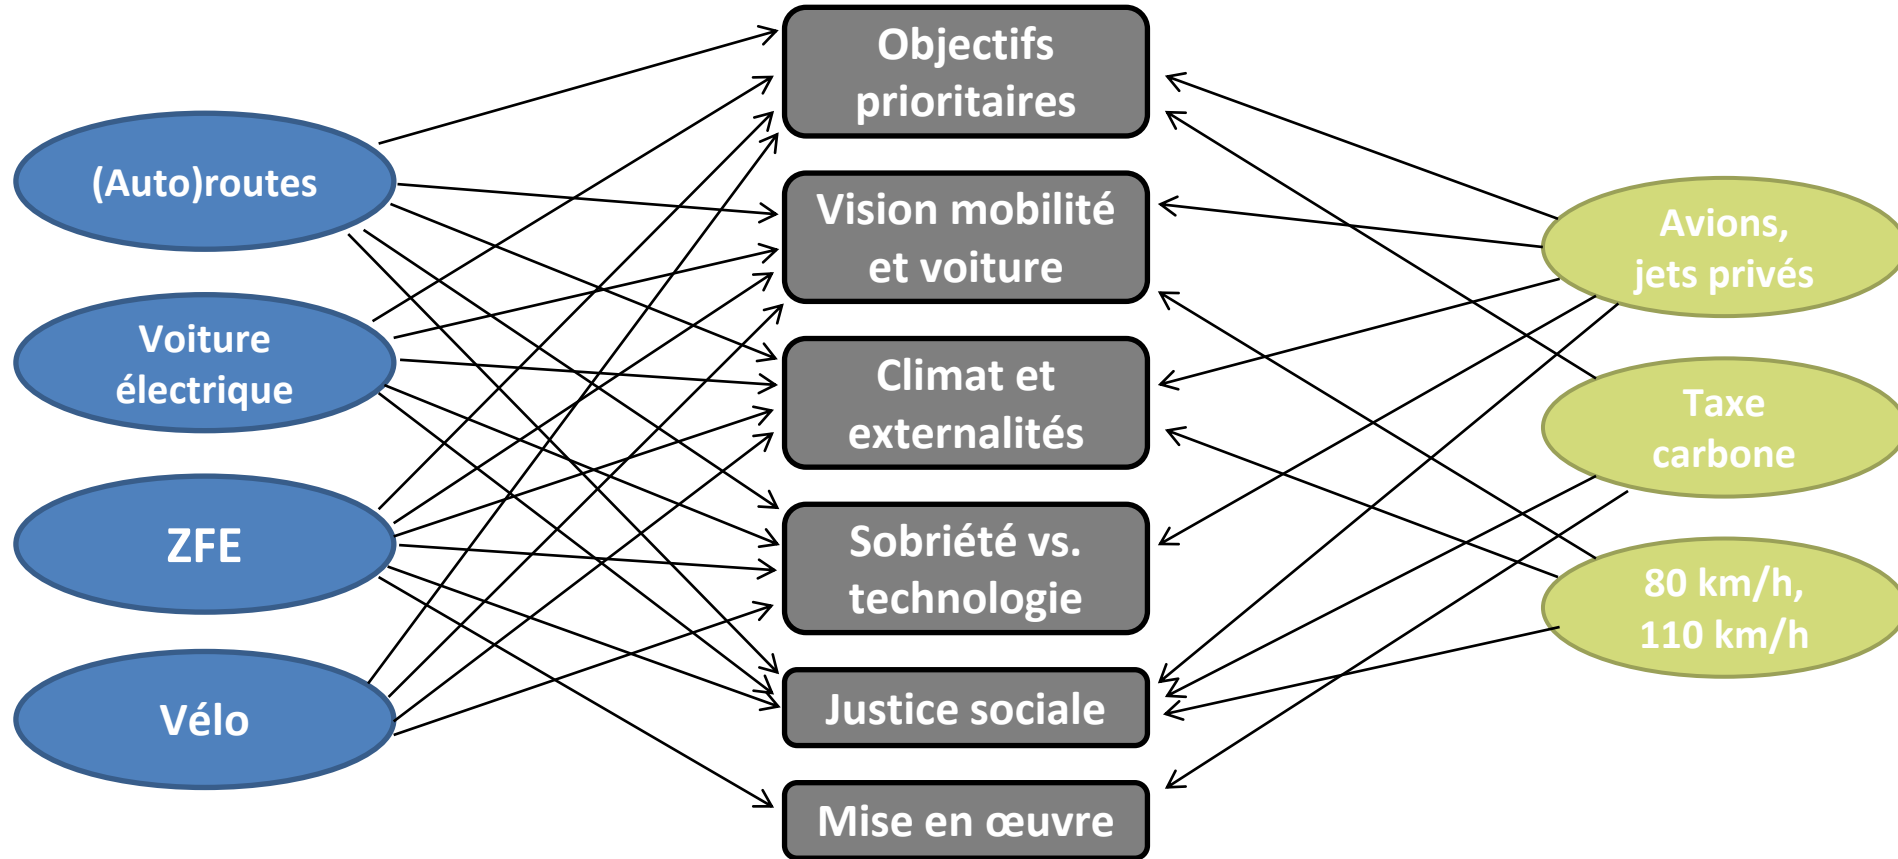 (Auto)routes
Voiture
électrique
ZFE
Vélo
Objectifs
prioritaires
Vision mobilité
et voiture
Climat et
externalités
Sobriété vs.
technologie
Justice sociale
Mise en œuvre
Avions,
jets privés
Taxe
carbone
80 km/h,
110 km/h